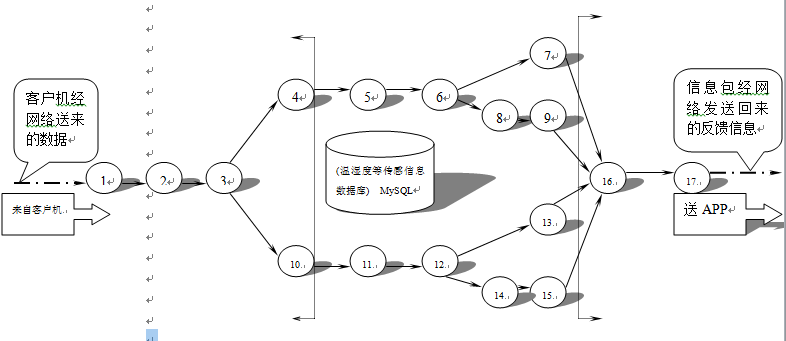 客户机经
网络送来
的数据
来自客户机.
1
2
3
4
5
6
7
8
9
10.
11.
12.
13.
14.
15.
16.
17.
(温湿度等传感信息
数据库) MySQL
信息包经网
络发送回来
的反馈信息
送 APP